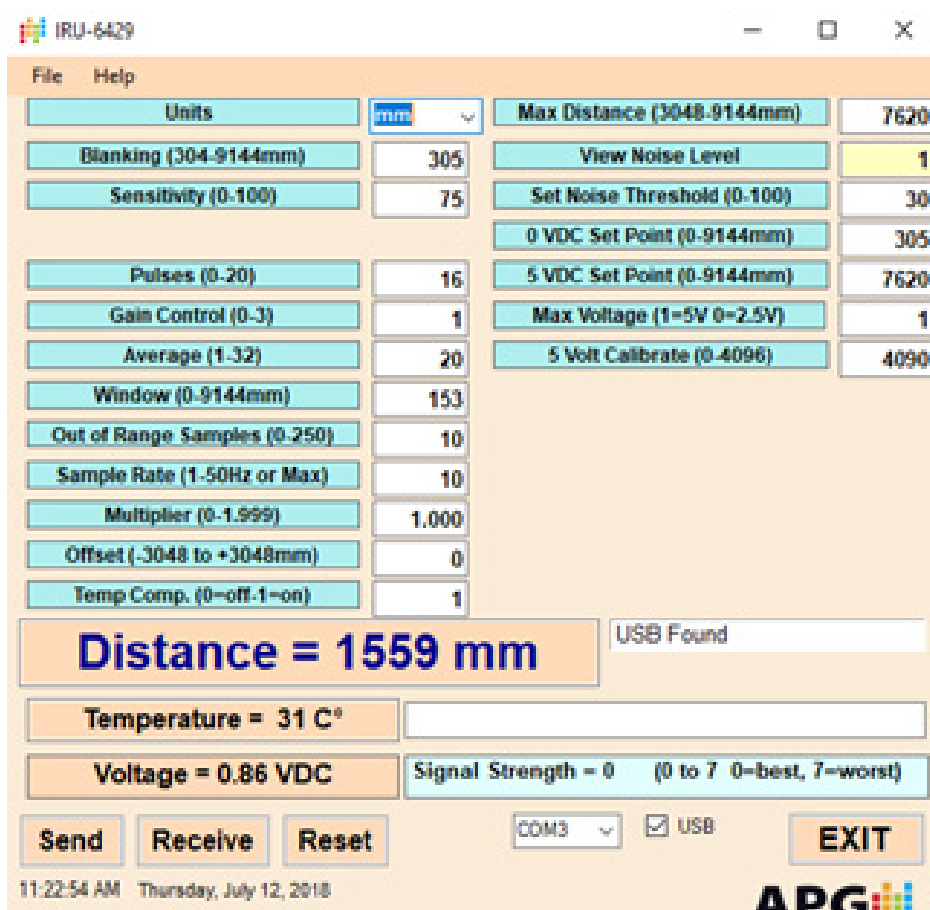 IRU-6429
File Help
Units mm Max Distance (3048-9144mm) 7620
Blanking (304-9144mm) 305 View Noise Level 1
Sensitivity (0-100) 75 Set Noise Threshold (0-100) 30
0 VDC Set Point (0-9144mm) 305
Pulses (0-20) 16 5 VDC Set Point (0-9144mm) 7620
Gain Control (0-3) 1 Max Voltage (1=5V 0=2.5V) 1
Average (1-32) 20 5 Volt Calibrate (0-4096) 4090
Window (0-9144mm) 153
Out of Range Samples (0-250) 10
Sample Rate (1-50Hz or Max) 10
Multiplier (0-1.999) 1.000
Offset (-3048 to +3048mm) 0
Temp Comp. (0=off-1=on) 1
Distance = 1559 mm USB Found
Temperature = 31 C°
Voltage = 0.86 VDC Signal Strength = 0 (0 to 7 0=best, 7=worst)
Send Receive Reset COM3 USB EXIT
11:22:54 AM Thursday, July 12, 2018
APG